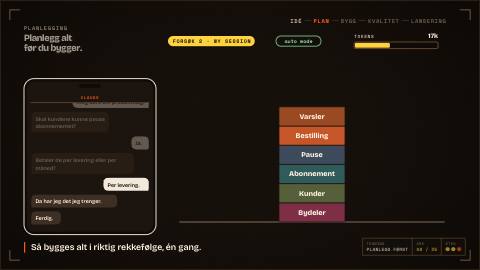 IDÉ — PLAN — BYGG — KVALITET — LANSERING
PLANLEGGING
Planlegg alt
før du bygger.
FORSØK 2 · NY SESSION
auto mode
TOKENS 17k
CLAUDE
Skal kundene kunne pause
abonnementet?
Ja.
Betaler de per levering eller per
måned?
Per levering.
Da har jeg det jeg trenger.
Ferdig.
Varsler
Bestilling
Pause
Abonnement
Kunder
Bydeler
Så bygges alt i riktig rekkefølge, én gang.
PLANLEGG FØRST